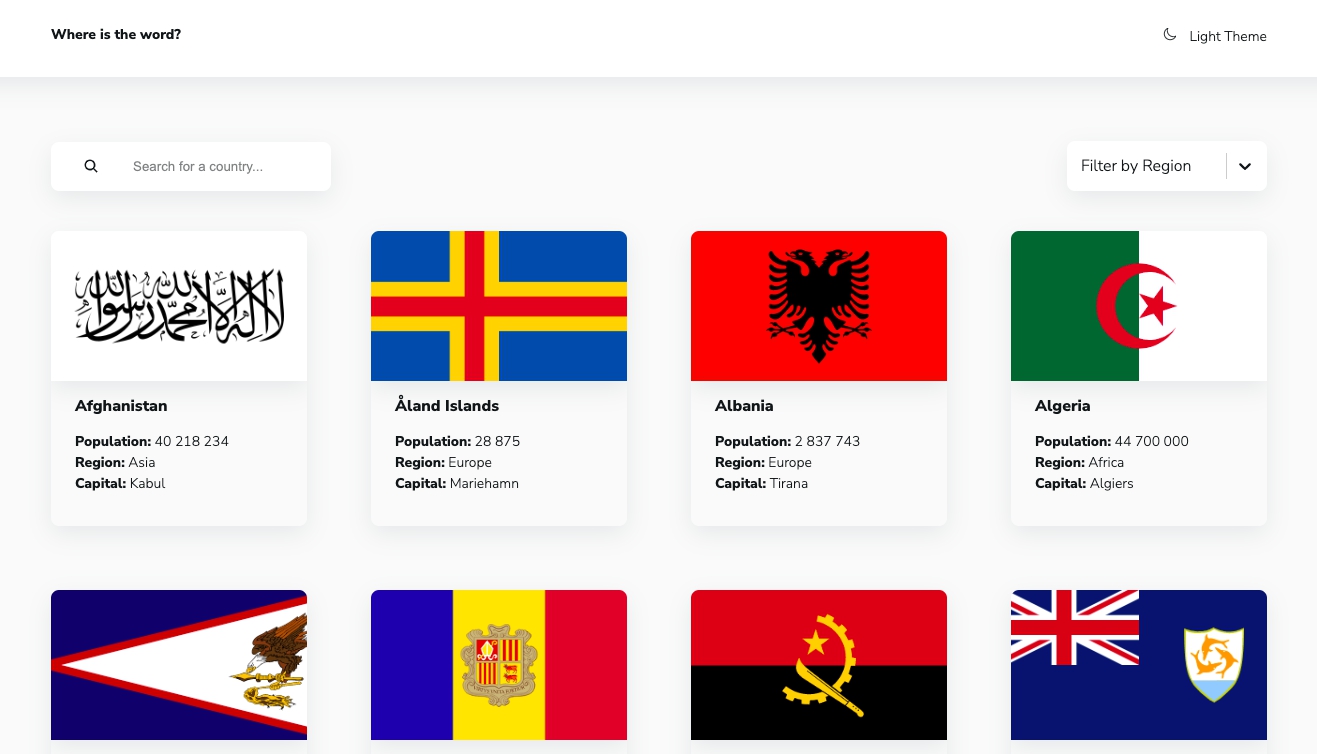 Where is the word?
Light Theme
Search for a country...
Filter by Region
لا إله إلا الله محمد رسول الله
Afghanistan
Population: 40 218 234
Region: Asia
Capital: Kabul
Åland Islands
Population: 28 875
Region: Europe
Capital: Mariehamn
Albania
Population: 2 837 743
Region: Europe
Capital: Tirana
Algeria
Population: 44 700 000
Region: Africa
Capital: Algiers